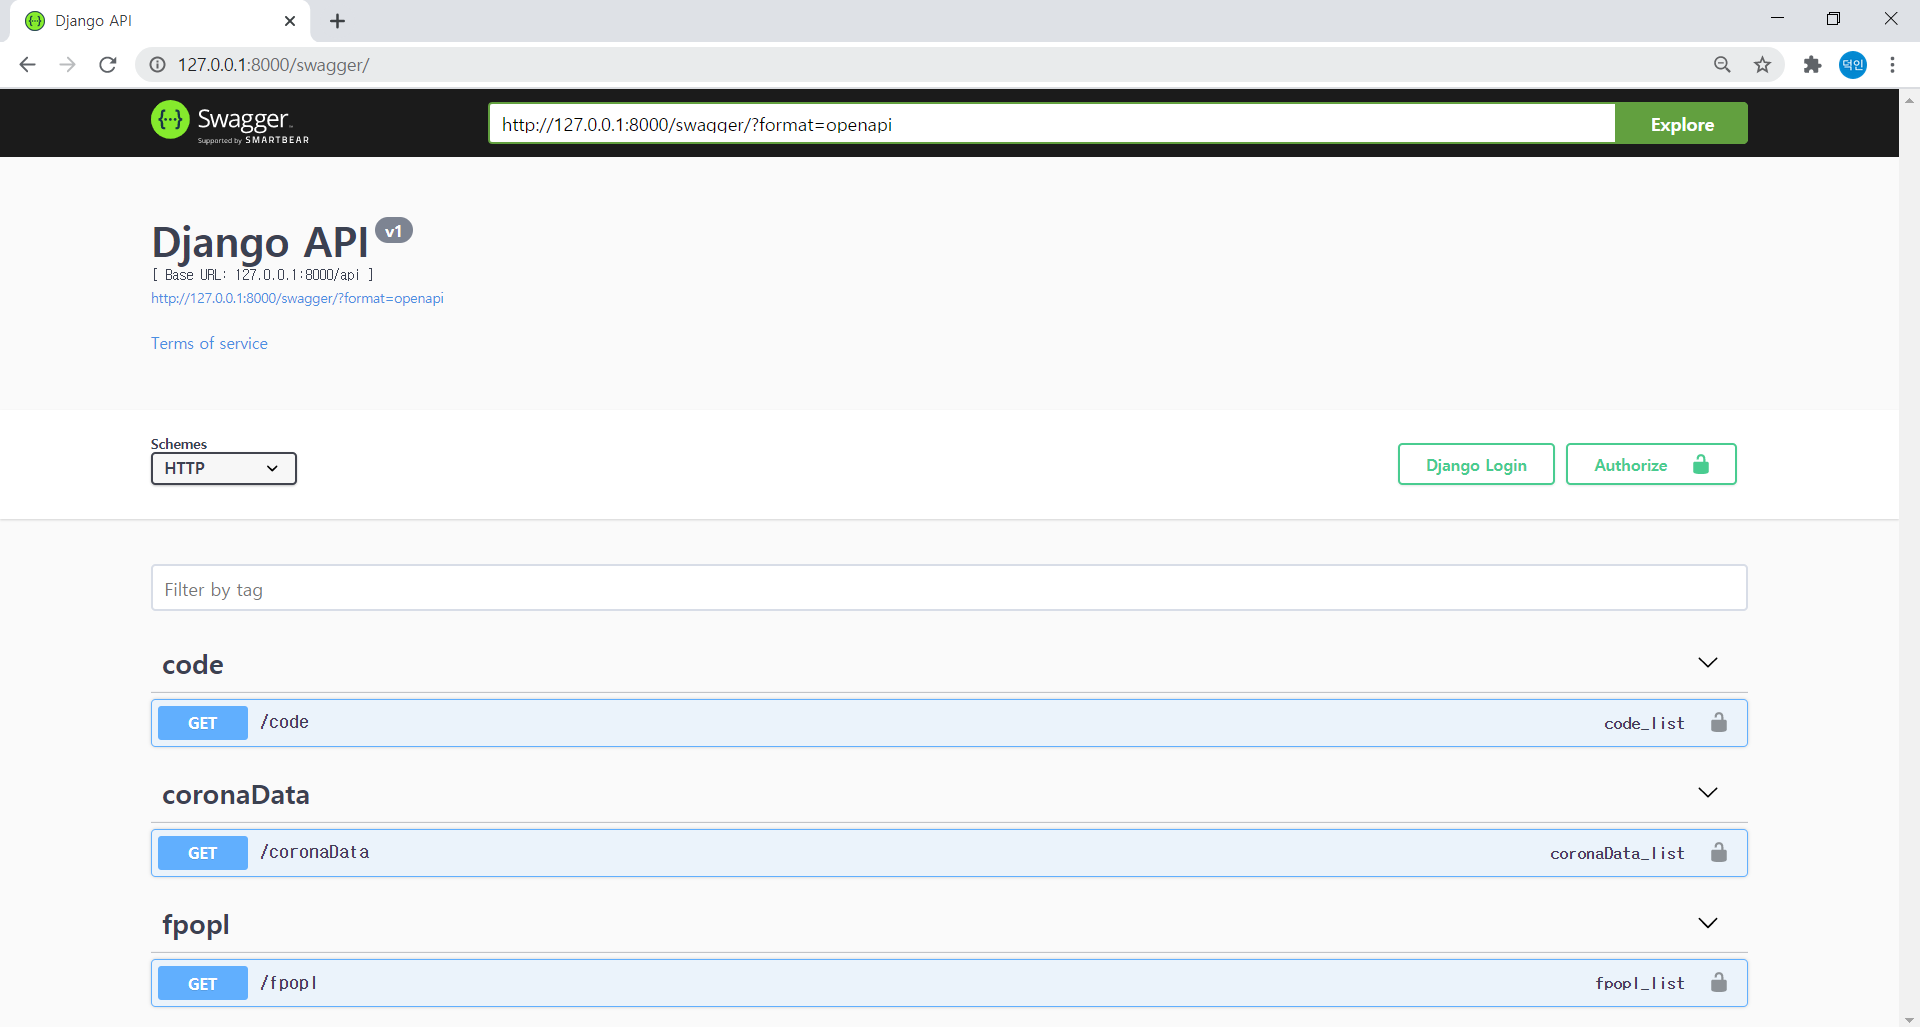 Django API
127.0.0.1:8000/swagger/
덕인
Swagger
Supported by SMARTBEAR
http://127.0.0.1:8000/swagger/?format=openapi
Explore
Django API v1
[ Base URL: 127.0.0.1:8000/api ]
http://127.0.0.1:8000/swagger/?format=openapi
Terms of service
Schemes
HTTP
Django Login
Authorize
Filter by tag
code
GET /code code_list
coronaData
GET /coronaData coronaData_list
fpopl
GET /fpopl fpopl_list